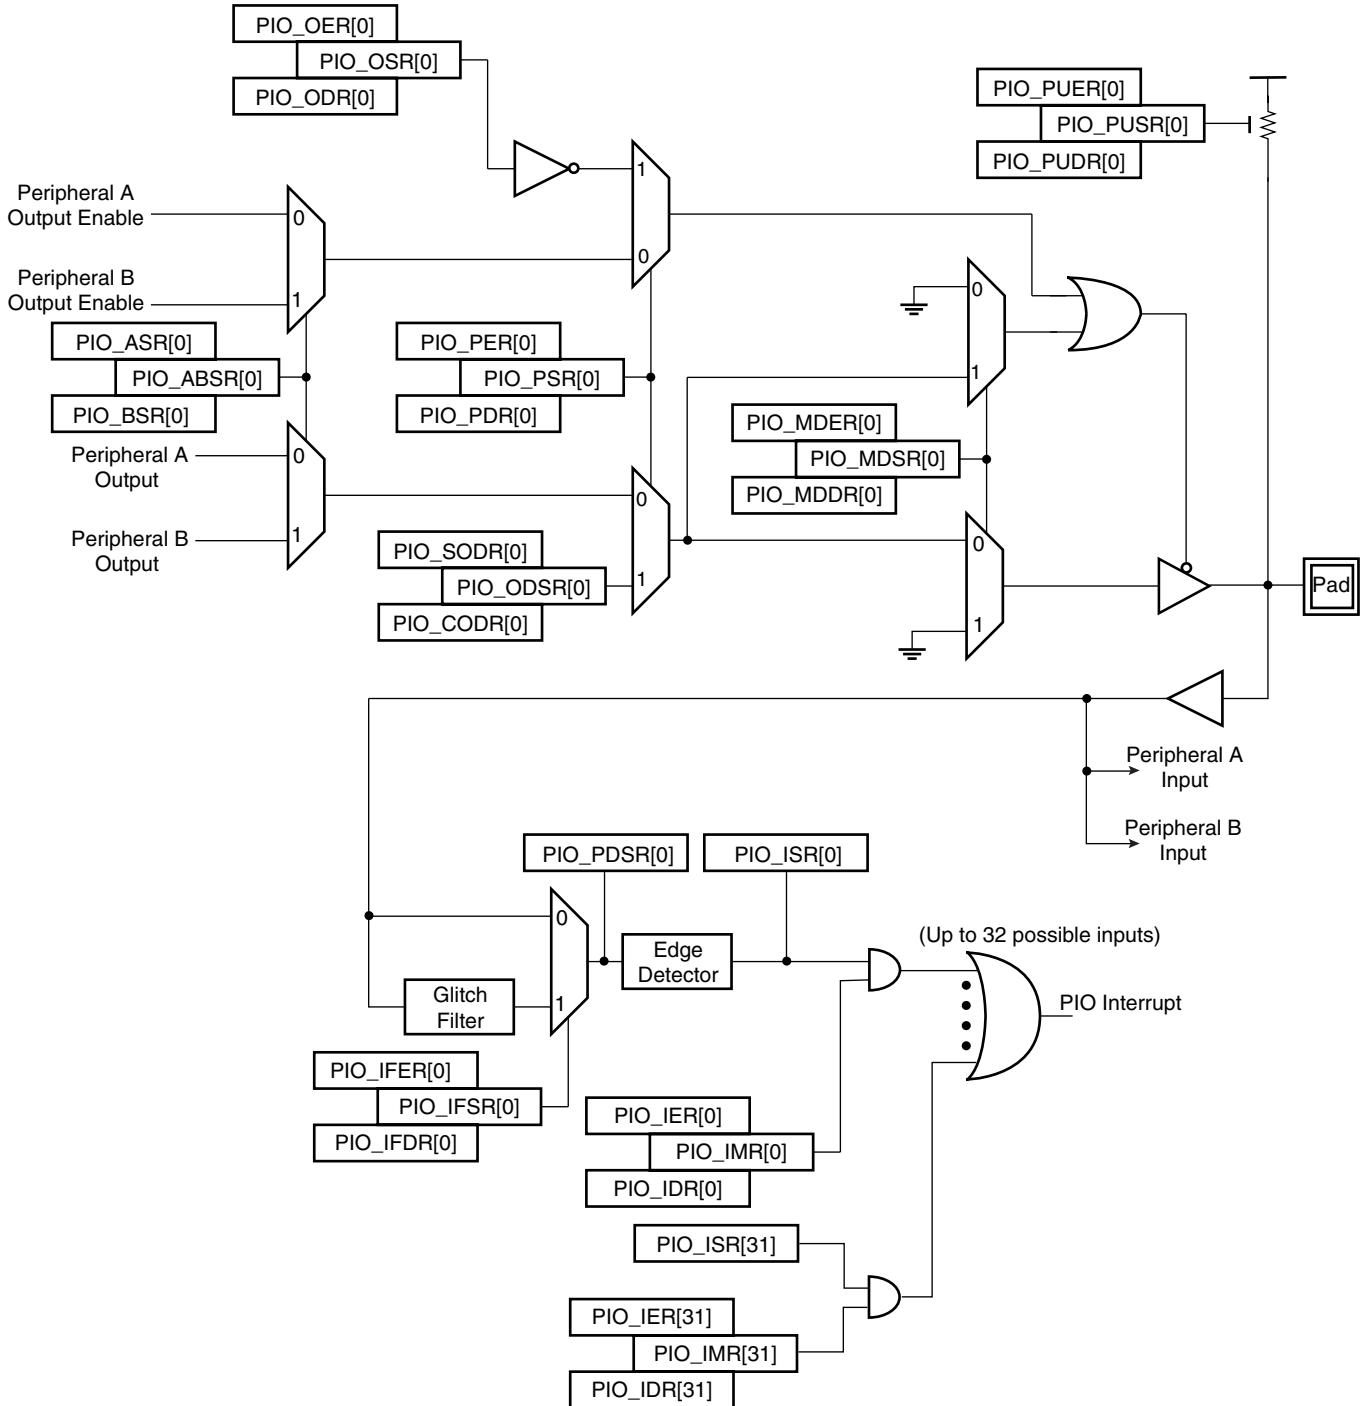 PIO_OER[0]
PIO_OSR[0]
PIO_ODR[0]
PIO_PUER[0]
PIO_PUSR[0]
PIO_PUDR[0]
1
Peripheral A
Output Enable
0
0
Peripheral B
Output Enable
1
0
PIO_ASR[0]
PIO_ABSR[0]
PIO_BSR[0]
PIO_PER[0]
PIO_PSR[0]
PIO_PDR[0]
1
PIO_MDER[0]
PIO_MDSR[0]
PIO_MDDR[0]
Peripheral A
Output
0
0
Peripheral B
Output
1
PIO_SODR[0]
PIO_ODSR[0]
PIO_CODR[0]
1
0
1
Pad
Peripheral A
Input
Peripheral B
Input
PIO_PDSR[0]
PIO_ISR[0]
0
Edge
Detector
(Up to 32 possible inputs)
Glitch
Filter
1
PIO Interrupt
PIO_IFER[0]
PIO_IFSR[0]
PIO_IFDR[0]
PIO_IER[0]
PIO_IMR[0]
PIO_IDR[0]
PIO_ISR[31]
PIO_IER[31]
PIO_IMR[31]
PIO_IDR[31]